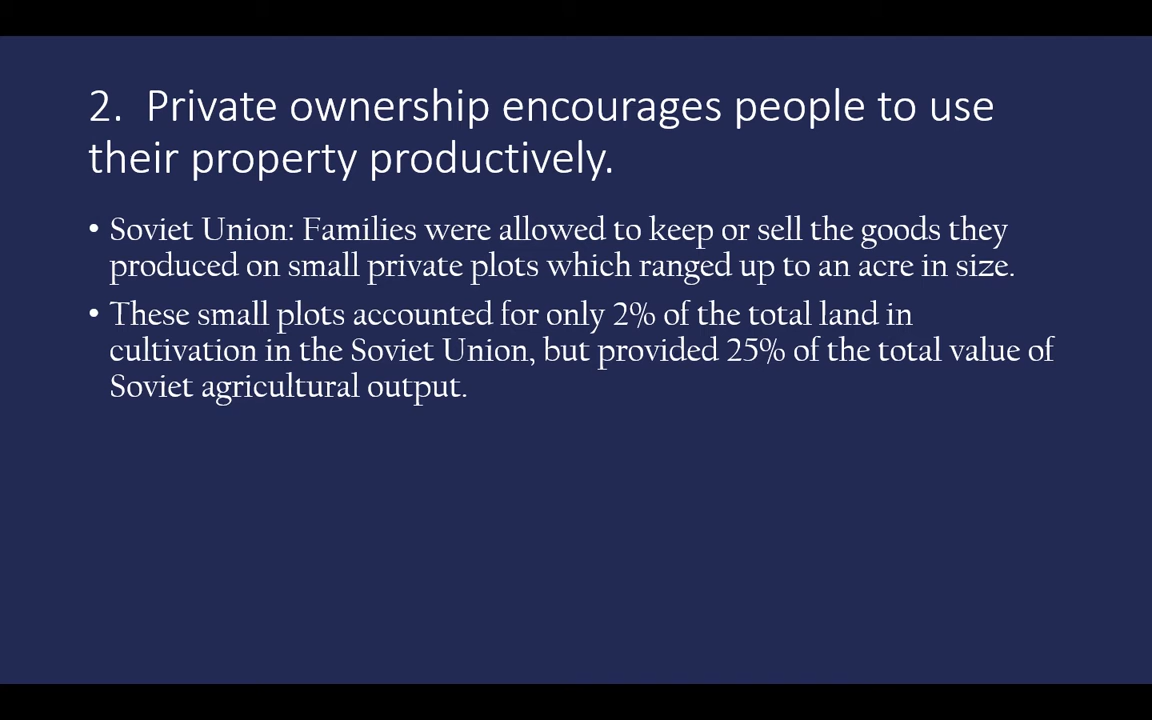 2. Private ownership encourages people to use
their property productively.
• Soviet Union: Families were allowed to keep or sell the goods they
produced on small private plots which ranged up to an acre in size.
• These small plots accounted for only 2% of the total land in
cultivation in the Soviet Union, but provided 25% of the total value of
Soviet agricultural output.